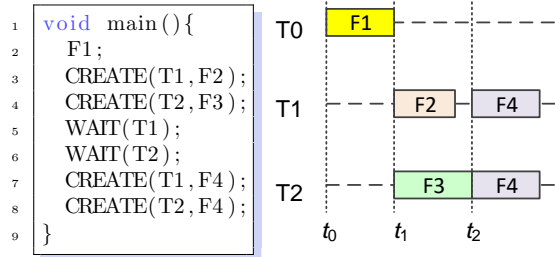 1 void main(){
2 F1;
3 CREATE(T1,F2);
4 CREATE(T2,F3);
5 WAIT(T1);
6 WAIT(T2);
7 CREATE(T1,F4);
8 CREATE(T2,F4);
9 }
T0 F1
T1 F2 F4
T2 F3 F4
t0 t1 t2